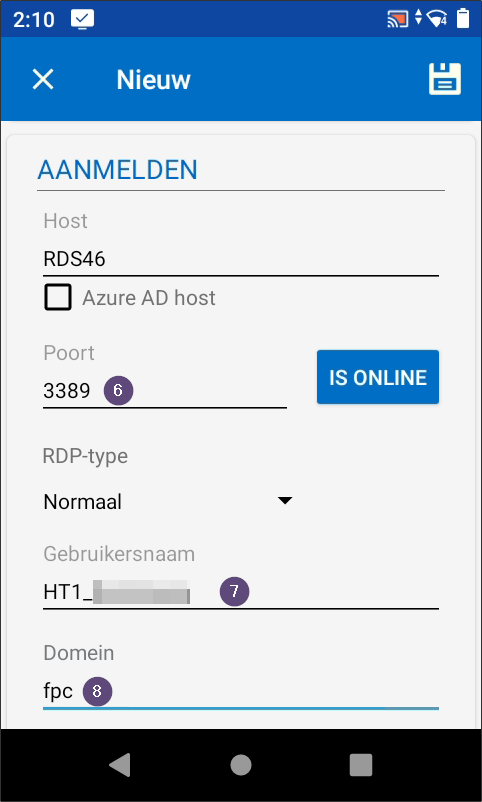 2:10
4
Nieuw
AANMELDEN
Host
RDS46
Azure AD host
Poort
3389 6
IS ONLINE
RDP-type
Normaal
Gebruikersnaam
HT1_ 7
Domein
fpc 8